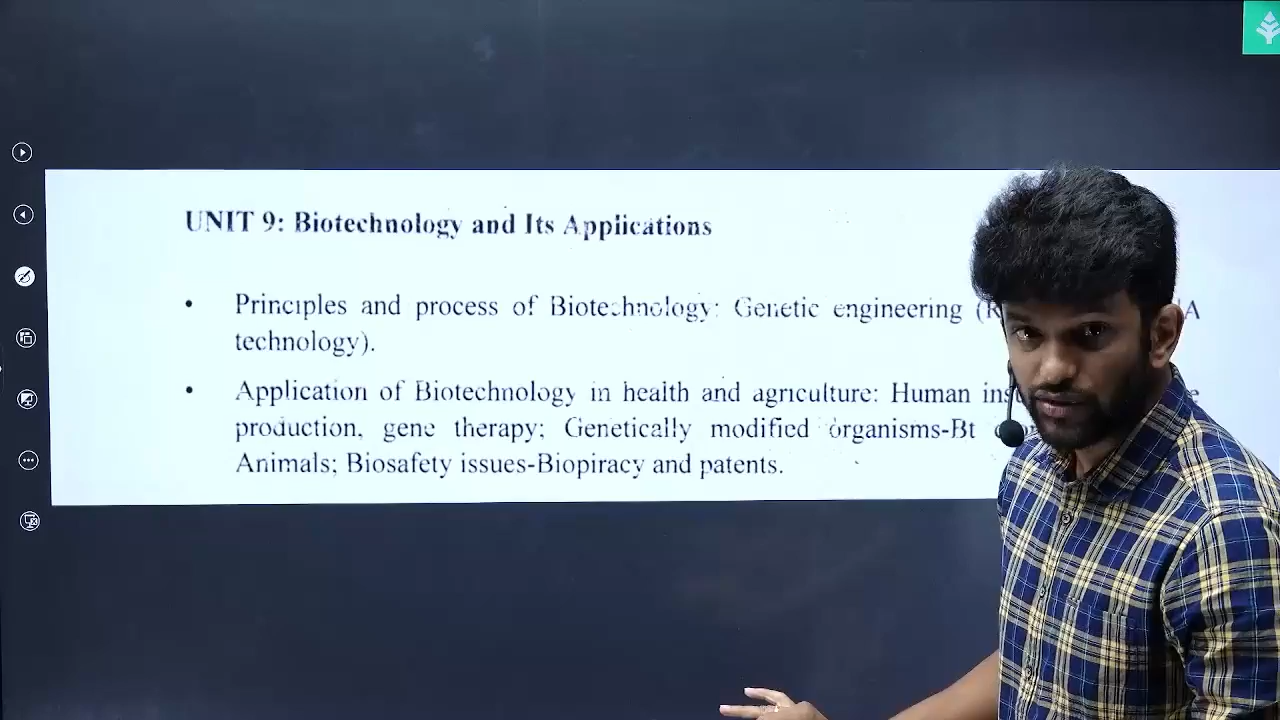 UNIT 9: Biotechnology and Its Applications
• Principles and process of Biotechnology: Genetic engineering (R A
technology).
• Application of Biotechnology in health and agriculture: Human ins
production, gene therapy; Genetically modified organisms-Bt
Animals; Biosafety issues-Biopiracy and patents.